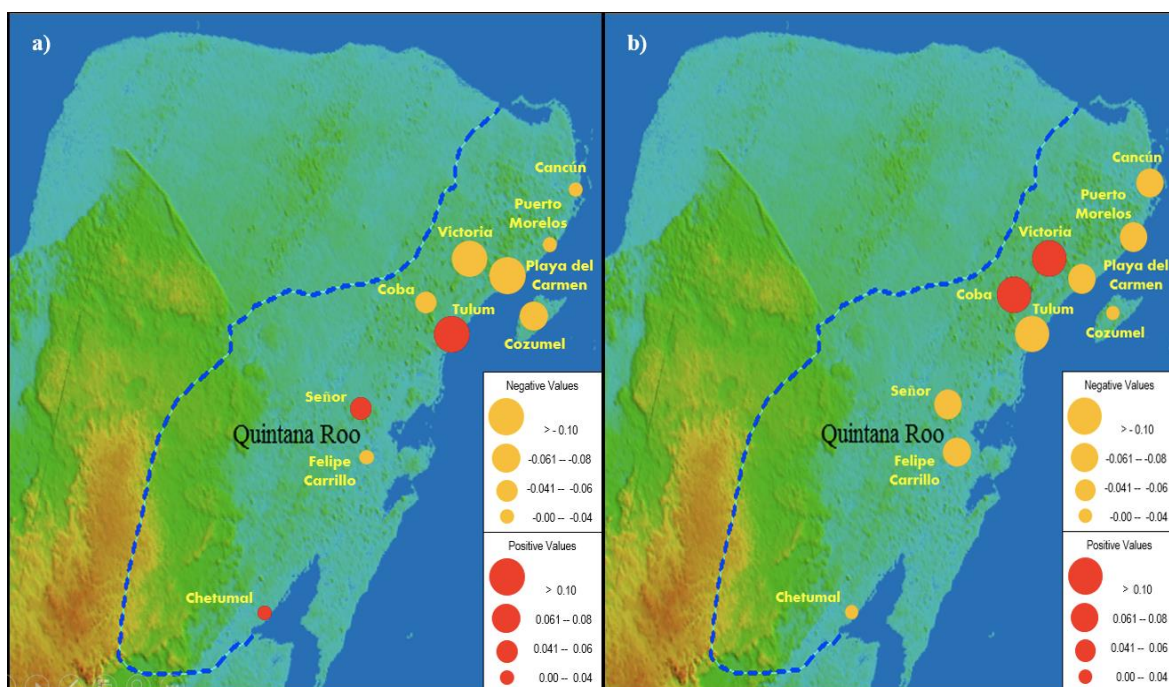 a)
Cancún
Puerto
Morelos
Victoria
Playa del
Carmen
Coba
Tulum
Cozumel
Señor
Quintana Roo
Felipe
Carrillo
Chetumal
Negative Values
> - 0.10
-0.061 -- -0.08
-0.041 -- -0.06
-0.00 -- -0.04
Positive Values
> 0.10
0.061 -- 0.08
0.041 -- 0.06
0.00 -- 0.04
b)
Cancún
Puerto
Morelos
Victoria
Playa del
Carmen
Coba
Tulum
Cozumel
Señor
Quintana Roo
Felipe
Carrillo
Chetumal
Negative Values
> - 0.10
-0.061 -- -0.08
-0.041 -- -0.06
-0.00 -- -0.04
Positive Values
> 0.10
0.061 -- 0.08
0.041 -- 0.06
0.00 -- 0.04